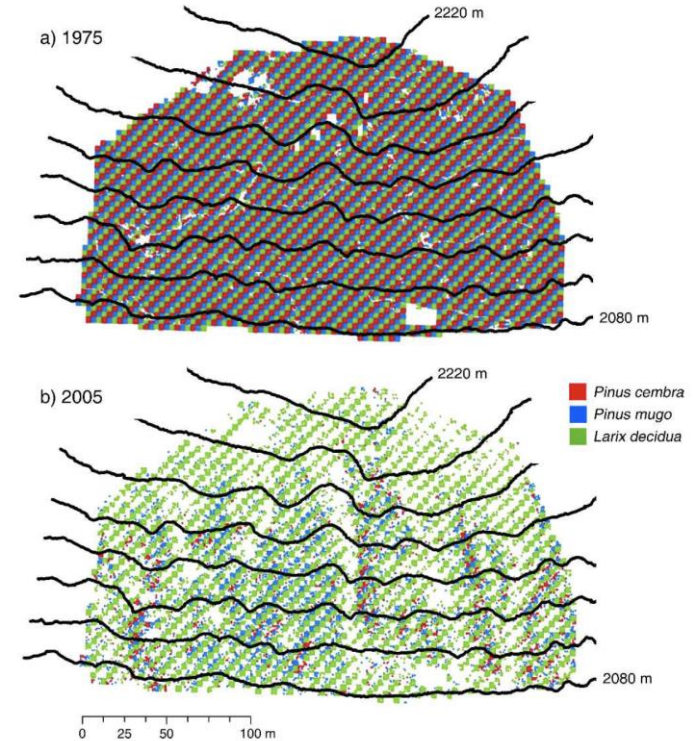 a) 1975
2220 m
2080 m
b) 2005
2220 m
Pinus cembra
Pinus mugo
Larix decidua
2080 m
0 25 50 100 m